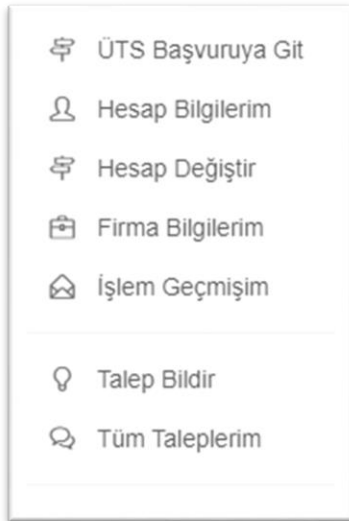 ÜTS Başvuruya Git
Hesap Bilgilerim
Hesap Değiştir
Firma Bilgilerim
İşlem Geçmişim
Talep Bildir
Tüm Taleplerim